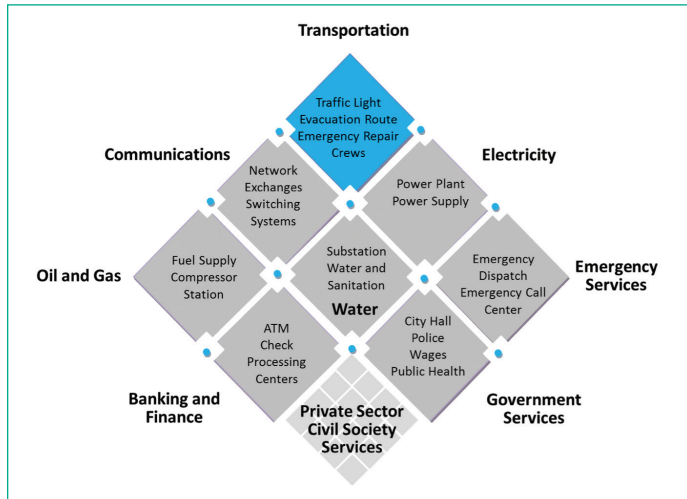 Transportation
Traffic Light
Evacuation Route
Emergency Repair
Crews
Communications
Network
Exchanges
Switching
Systems
Electricity
Power Plant
Power Supply
Oil and Gas
Fuel Supply
Compressor
Station
Substation
Water and
Sanitation
Water
Emergency
Dispatch
Emergency Call
Center
Emergency
Services
Banking and
Finance
ATM
Check
Processing
Centers
City Hall
Police
Wages
Public Health
Government
Services
Private Sector
Civil Society
Services